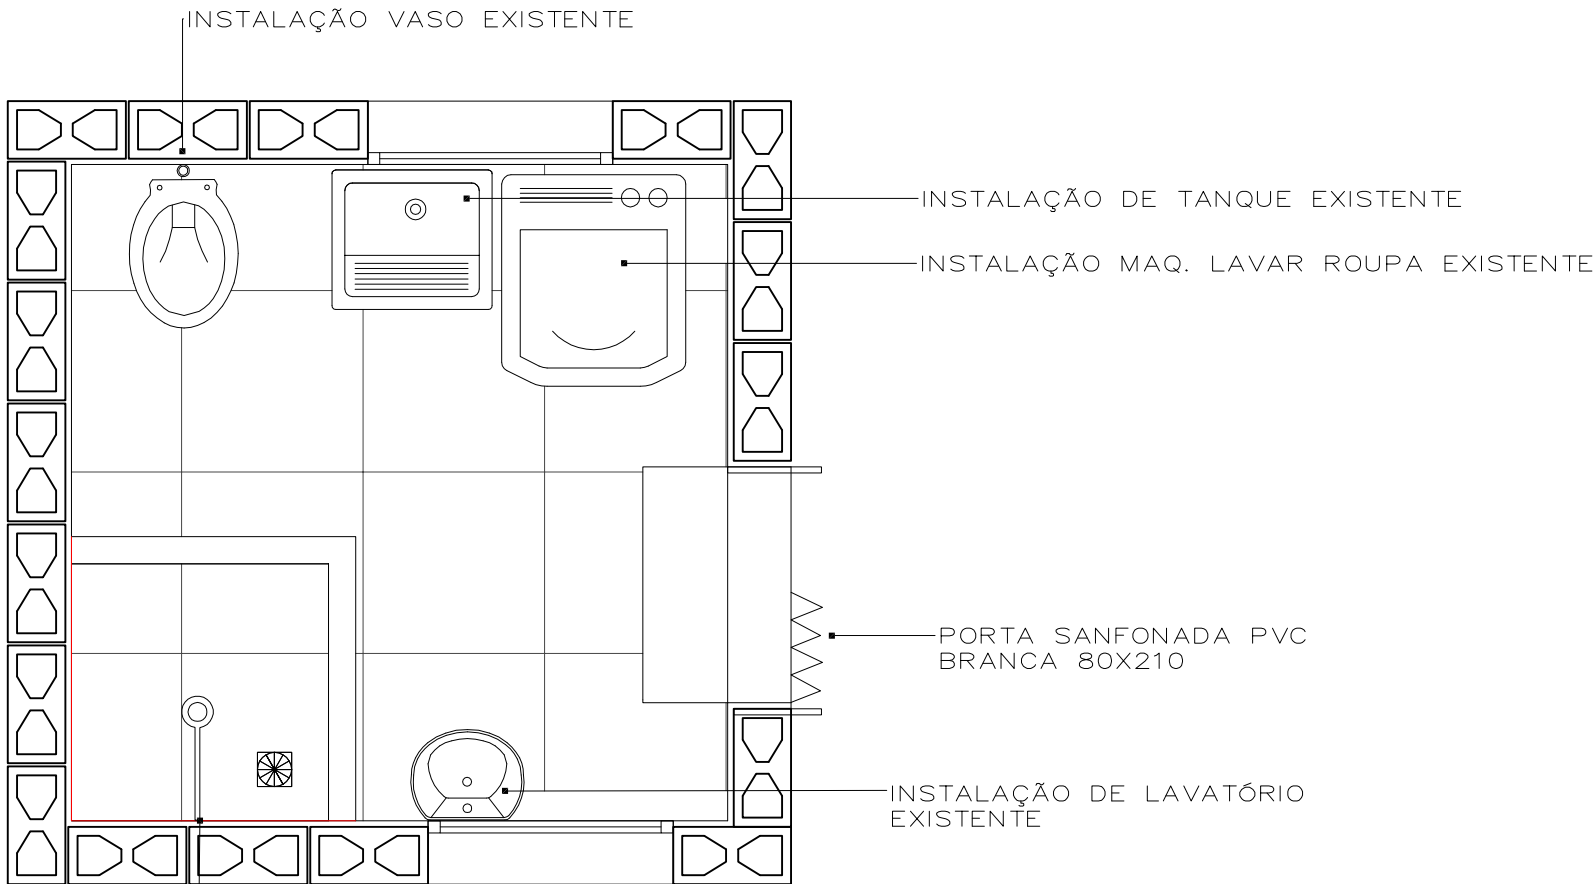 INSTALAÇÃO VASO EXISTENTE
INSTALAÇÃO DE TANQUE EXISTENTE
INSTALAÇÃO MAQ. LAVAR ROUPA EXISTENTE
PORTA SANFONADA PVC
BRANCA 80X210
INSTALAÇÃO DE LAVATÓRIO
EXISTENTE